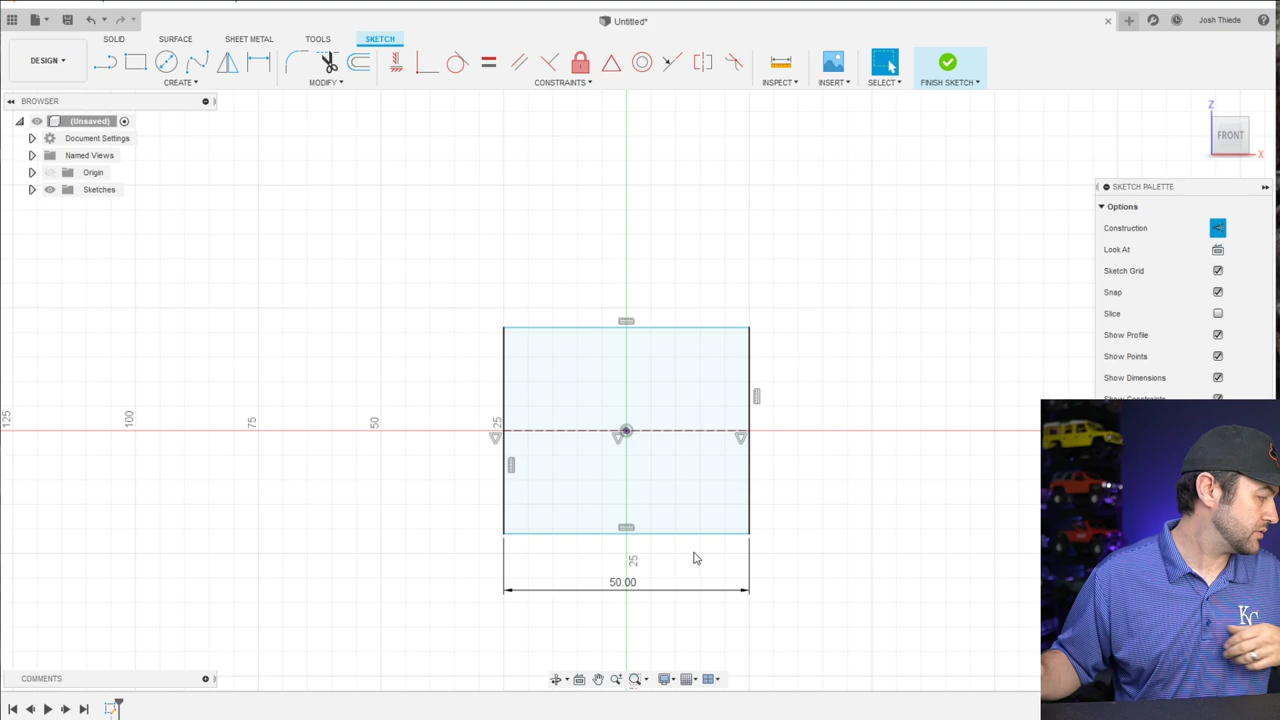 Untitled*
Josh Thiede
SOLID SURFACE SHEET METAL TOOLS SKETCH
DESIGN
CREATE MODIFY CONSTRAINTS INSPECT INSERT SELECT FINISH SKETCH
BROWSER
(Unsaved)
Document Settings
Named Views
Origin
Sketches
Z
FRONT
X
SKETCH PALETTE
Options
Construction
Look At
Sketch Grid
Snap
Slice
Show Profile
Show Points
Show Dimensions
125
100
75
50
25
25
50.00
KC
COMMENTS